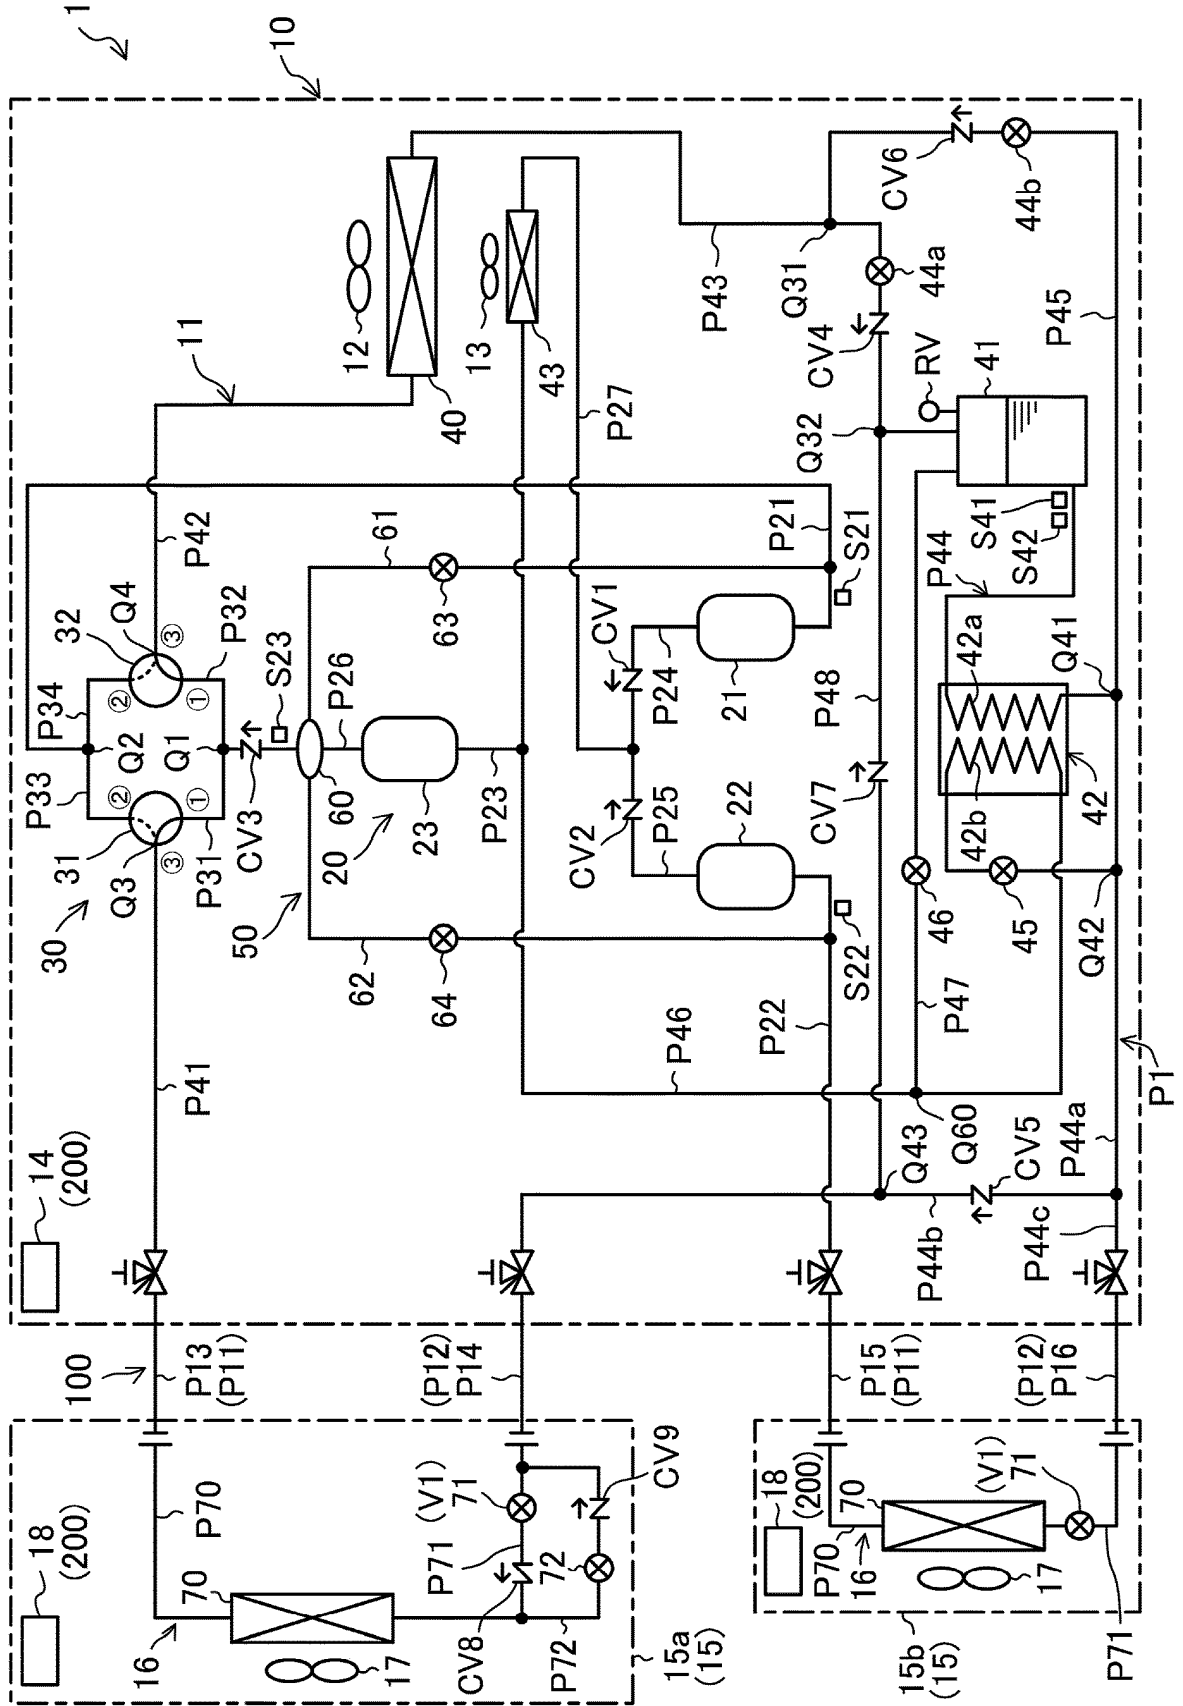 1
10
11
12
13
40
43
P27
P43
Q31
CV6
44b
44a
CV4
RV
41
P45
Q32
P42
61
P21
S21
S41
S42
P44
Q4
32
③
P32
②
①
P34
S23
P26
63
CV1
P24
21
P48
42a
Q41
Q2
Q1
P33
②
①
31
Q3
③
P31
CV3
60
20
23
P23
CV2
P25
22
CV7
42b
42
30
50
62
64
S22
46
45
Q42
P41
P46
P22
P47
P1
Q43
Q60
CV5
P44a
P44b
P44c
14
(200)
100
P13
(P11)
(P12)
P14
P15
(P11)
(P12)
P16
18
(200)
P70
70
16
17
(V1)
71
P71
CV9
72
CV8
P72
15a
(15)
18
(200)
70
P70
16
(V1)
71
17
P71
15b
(15)